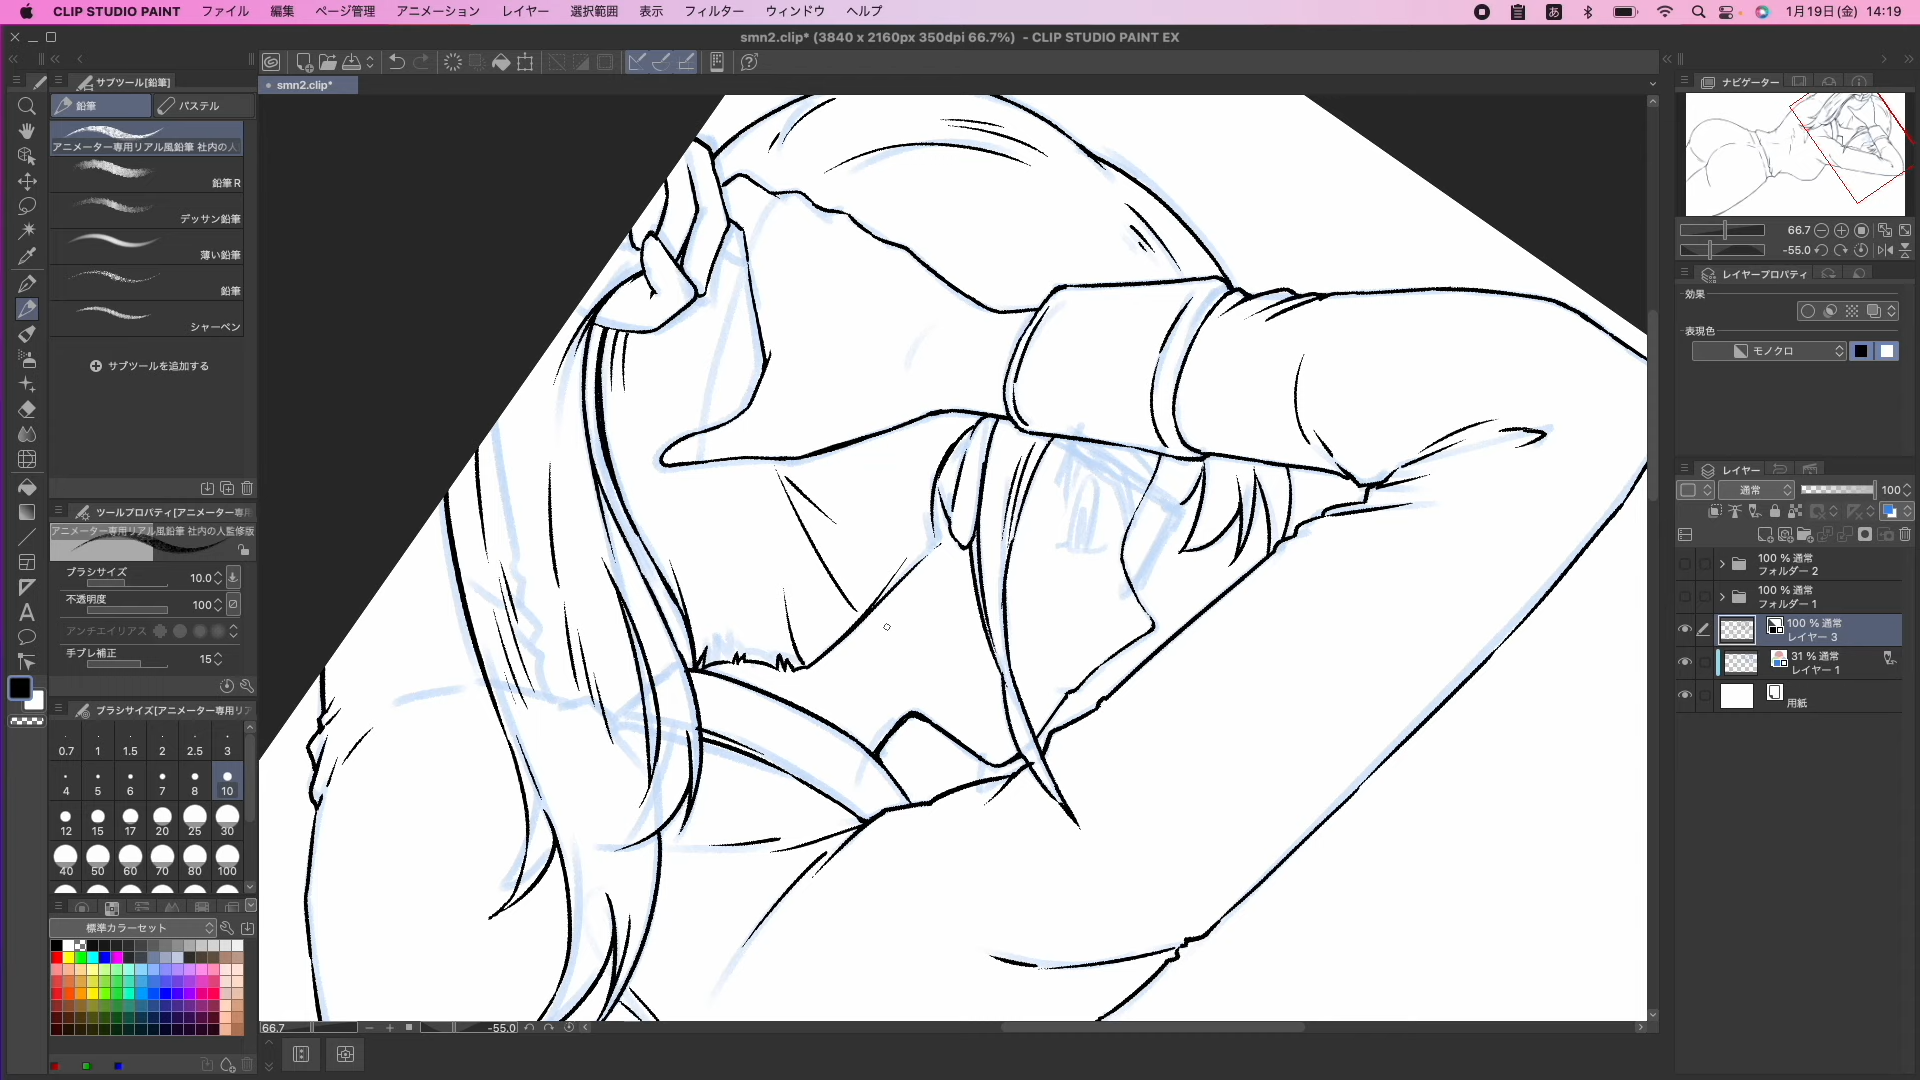 CLIP STUDIO PAINT ファイル 編集 ページ管理 アニメーション レイヤー 選択範囲 表示 フィルター ウィンドウ ヘルプ
あ 1月19日(金) 14:19
smn2.clip* (3840 x 2160px 350dpi 66.7%) - CLIP STUDIO PAINT EX
サブツール[鉛筆]
smn2.clip*
鉛筆 パステル
アニメーター専用リアル風鉛筆 社内の人
鉛筆R
デッサン鉛筆
薄い鉛筆
鉛筆
シャーペン
サブツールを追加する
ツールプロパティ[アニメーター専用
アニメーター専用リアル風鉛筆 社内の人監修版
ブラシサイズ 10.0
不透明度 100
アンチエイリアス
手ブレ補正 15
ブラシサイズ[アニメーター専用リア
0.7 1 1.5 2 2.5 3
4 5 6 7 8 10
12 15 17 20 25 30
40 50 60 70 80 100
標準カラーセット
66.7 -55.0
ナビゲーター
66.7
-55.0
レイヤープロパティ
効果
表現色
モノクロ
レイヤー
通常 100
100 % 通常
フォルダー 2
100 % 通常
フォルダー 1
100 % 通常
レイヤー 3
31 % 通常
レイヤー 1
用紙